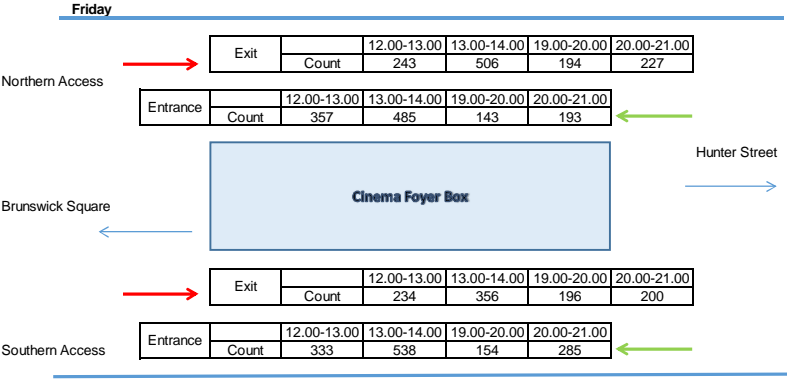 Friday
Exit 12.00-13.00 13.00-14.00 19.00-20.00 20.00-21.00
Count 243 506 194 227
Northern Access
Entrance 12.00-13.00 13.00-14.00 19.00-20.00 20.00-21.00
Count 357 485 143 193
Hunter Street
Cinema Foyer Box
Brunswick Square
Exit 12.00-13.00 13.00-14.00 19.00-20.00 20.00-21.00
Count 234 356 196 200
Entrance 12.00-13.00 13.00-14.00 19.00-20.00 20.00-21.00
Southern Access
Count 333 538 154 285